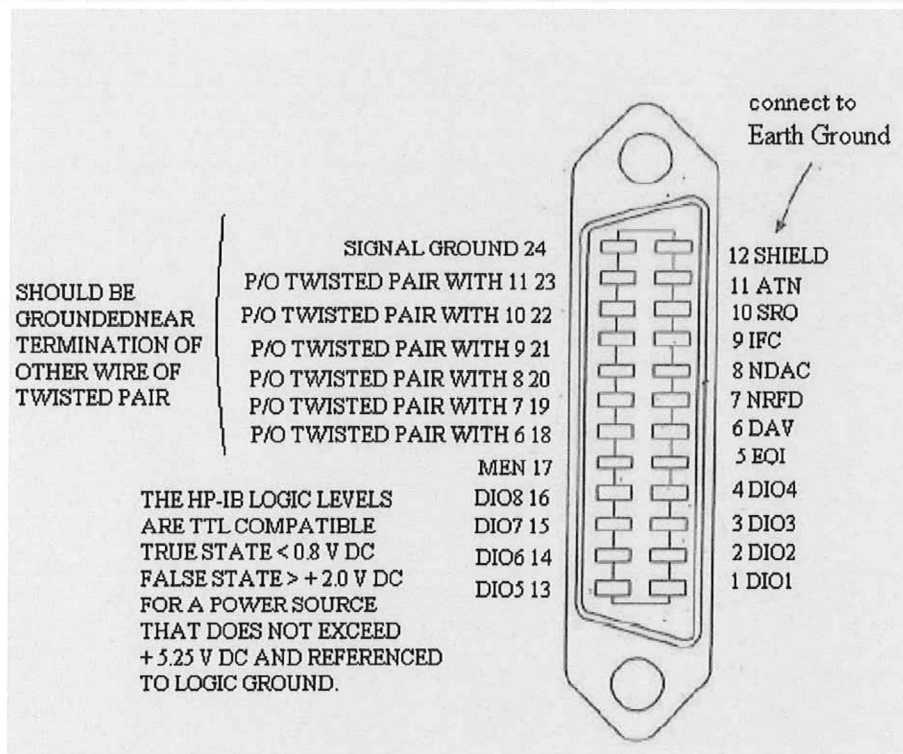 connect to
Earth Ground
SIGNAL GROUND 24
P/O TWISTED PAIR WITH 11 23
P/O TWISTED PAIR WITH 10 22
P/O TWISTED PAIR WITH 9 21
P/O TWISTED PAIR WITH 8 20
P/O TWISTED PAIR WITH 7 19
P/O TWISTED PAIR WITH 6 18
MEN 17
DIO8 16
DIO7 15
DIO6 14
DIO5 13
SHOULD BE
GROUNDEDNEAR
TERMINATION OF
OTHER WIRE OF
TWISTED PAIR
12 SHIELD
11 ATN
10 SRQ
9 IFC
8 NDAC
7 NRFD
6 DAV
5 EQI
4 DIO4
3 DIO3
2 DIO2
1 DIO1
THE HP-IB LOGIC LEVELS
ARE TTL COMPATIBLE
TRUE STATE < 0.8 V DC
FALSE STATE > + 2.0 V DC
FOR A POWER SOURCE
THAT DOES NOT EXCEED
+ 5.25 V DC AND REFERENCED
TO LOGIC GROUND.